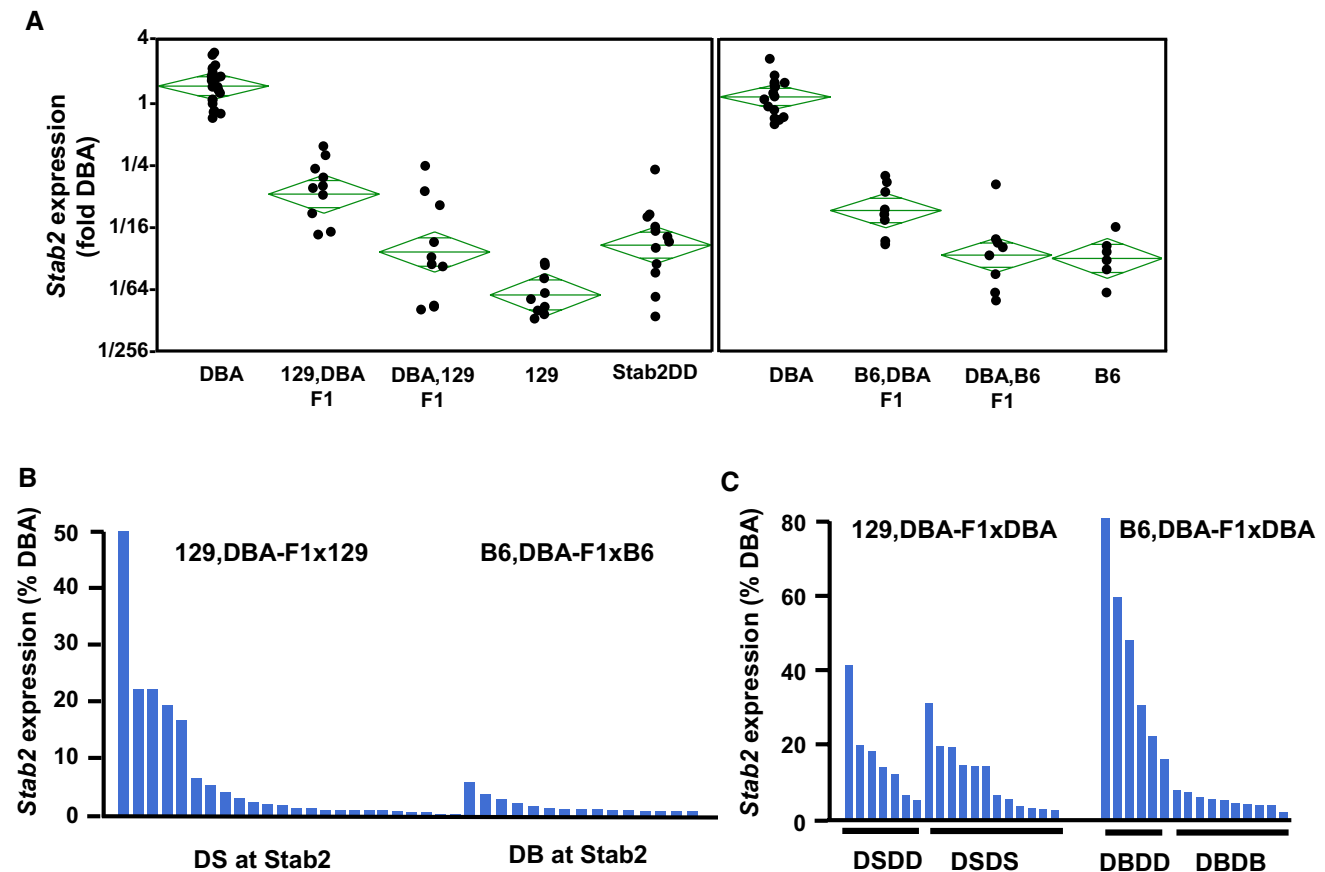 A
Stab2 expression
(fold DBA)
4
1
1/4
1/16
1/64
1/256
DBA
129,DBA
F1
DBA,129
F1
129
Stab2DD
DBA
B6,DBA
F1
DBA,B6
F1
B6
B
Stab2 expression (% DBA)
50
40
30
20
10
0
129,DBA-F1x129
B6,DBA-F1xB6
DS at Stab2
DB at Stab2
C
Stab2 expression (% DBA)
80
60
40
20
0
129,DBA-F1xDBA
B6,DBA-F1xDBA
DSDD
DSDS
DBDD
DBDB